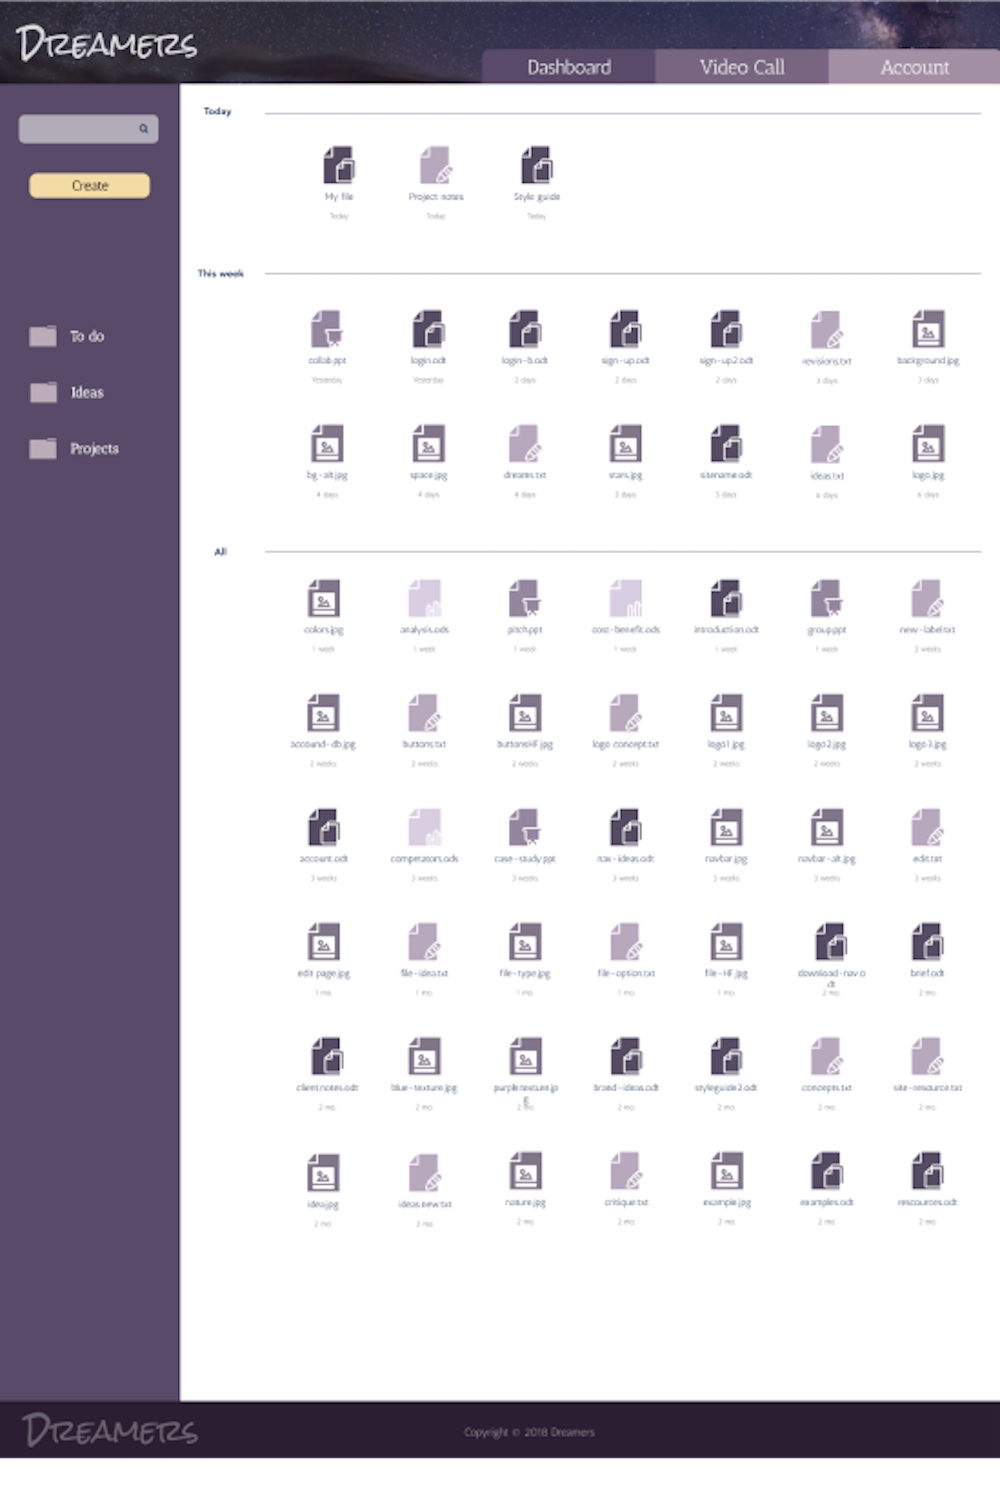 Dreamers
Dashboard Video Call Account
Today
Create
My file Project notes Style guide
Today Today Today
This week
To do
Ideas
Projects
collab.ppt login.odt login-b.odt sign-up.odt sign-up2.odt revisions.txt background.jpg
Yesterday Yesterday 2 days 2 days 2 days 3 days 3 days
bg-alt.jpg space.jpg dreams.txt stars.jpg sitename.odt ideas.txt logo.jpg
4 days 4 days 4 days 5 days 5 days 6 days 6 days
All
colors.jpg analysis.ods pitch.ppt cost-benefit.ods introduction.odt group.ppt new-label.txt
1 week 1 week 1 week 1 week 1 week 1 week 2 weeks
accound-db.jpg buttons.txt buttonsHF.jpg logo concept.txt logo1.jpg logo2.jpg logo3.jpg
2 weeks 2 weeks 2 weeks 2 weeks 2 weeks 2 weeks 2 weeks
account.odt competators.ods case-study.ppt nav-ideas.odt navbar.jpg navbar-alt.jpg edit.txt
3 weeks 3 weeks 3 weeks 3 weeks 3 weeks 3 weeks 3 weeks
edit page.jpg file-idea.txt file-type.jpg file-option.txt file-HF.jpg download-nav.o brief.odt
dt
1 mo. 1 mo. 1 mo. 1 mo. 1 mo. 2 mo. 2 mo.
client notes.odt blue-texture.jpg purple texture.jp brand-ideas.odt styleguide2.odt concepts.txt site-resource.txt
g
2 mo. 2 mo. 2 mo. 2 mo. 2 mo. 2 mo. 2 mo.
idea.jpg ideas new.txt nature.jpg critique.txt example.jpg examples.odt rescources.odt
2 mo. 2 mo. 2 mo. 2 mo. 2 mo. 2 mo. 2 mo.
Dreamers
Copyright © 2018 Dreamers